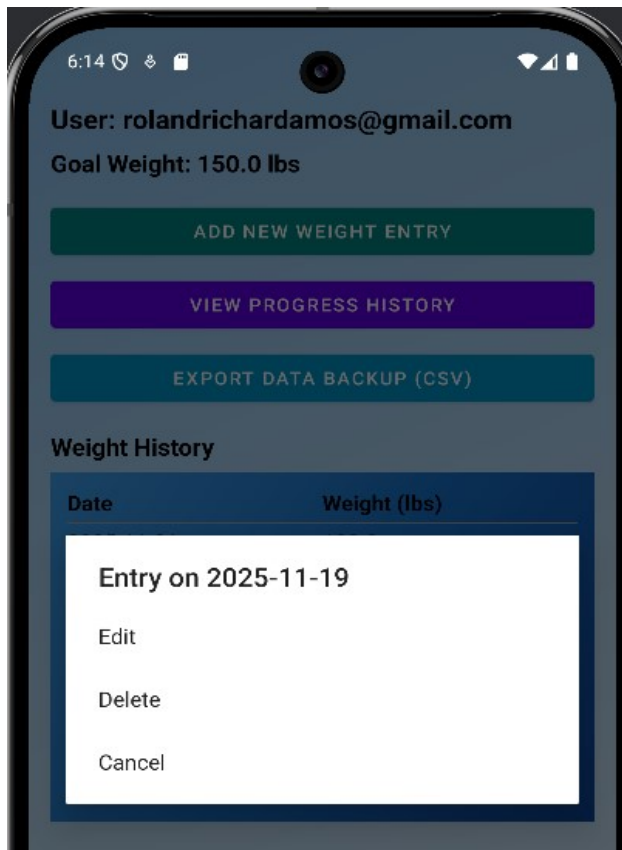 6:14
User: rolandrichardamos@gmail.com
Goal Weight: 150.0 lbs
ADD NEW WEIGHT ENTRY
VIEW PROGRESS HISTORY
EXPORT DATA BACKUP (CSV)
Weight History
Date Weight (lbs)
Entry on 2025-11-19
Edit
Delete
Cancel